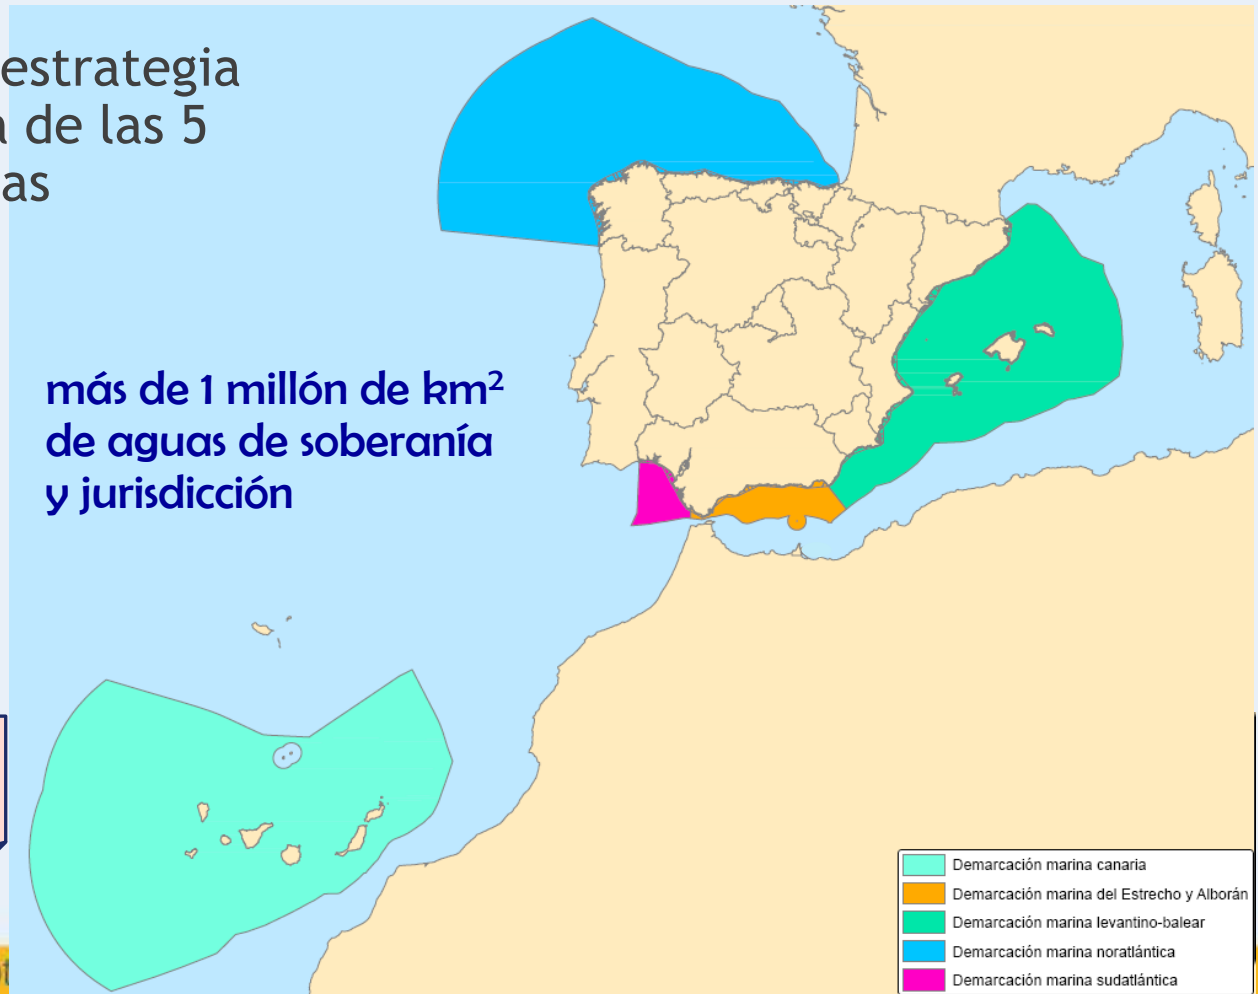 estrategia
de las 5
as
más de 1 millón de km²
de aguas de soberanía
y jurisdicción
Demarcación marina canaria
Demarcación marina del Estrecho y Alborán
Demarcación marina levantino-balear
Demarcación marina noratlántica
Demarcación marina sudatlántica